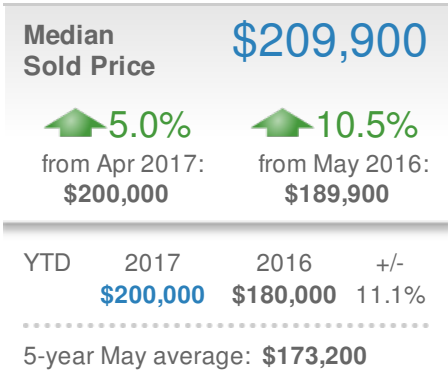 Median
Sold Price
$209,900
5.0%
from Apr 2017:
$200,000
10.5%
from May 2016:
$189,900
YTD 2017 2016 +/-
$200,000 $180,000 11.1%
5-year May average: $173,200